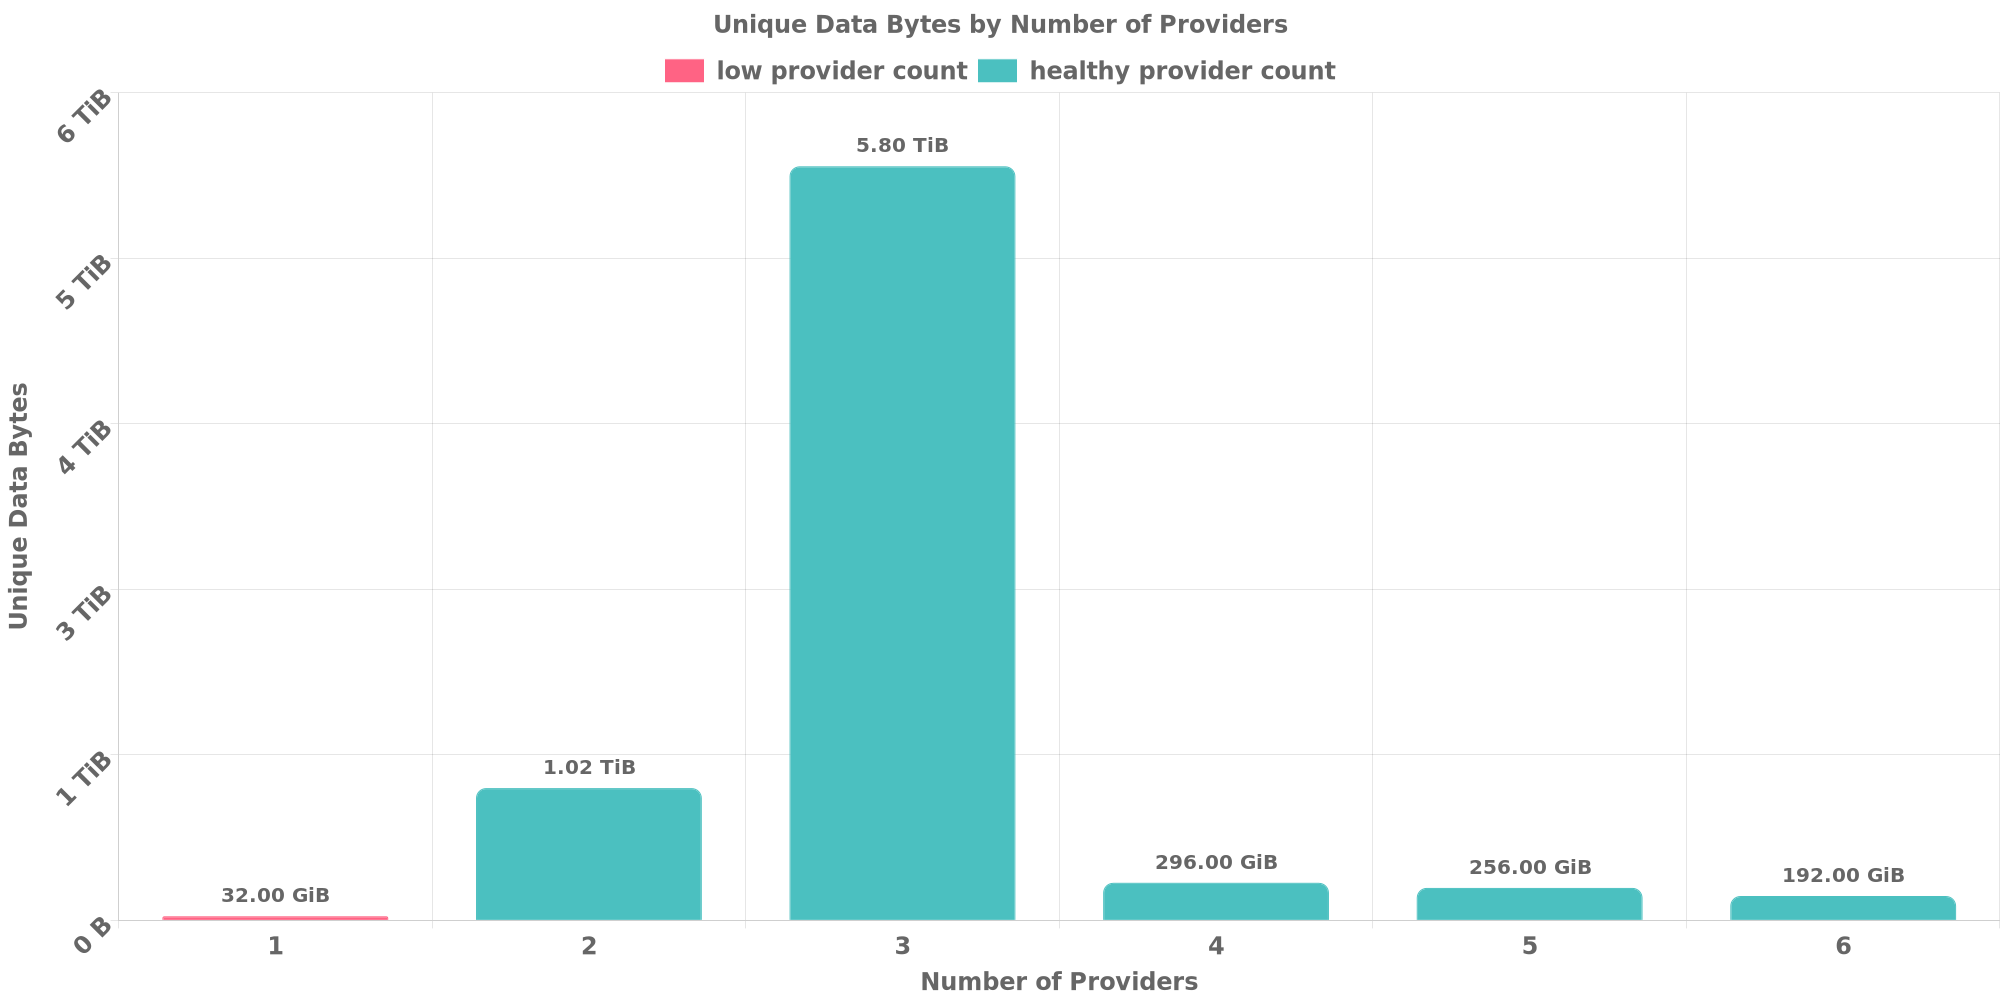 Unique Data Bytes by Number of Providers
low provider count healthy provider count
6 TiB
5 TiB
4 TiB
3 TiB
1 TiB
0 B
Unique Data Bytes
32.00 GiB
1.02 TiB
5.80 TiB
296.00 GiB
256.00 GiB
192.00 GiB
1 2 3 4 5 6
Number of Providers